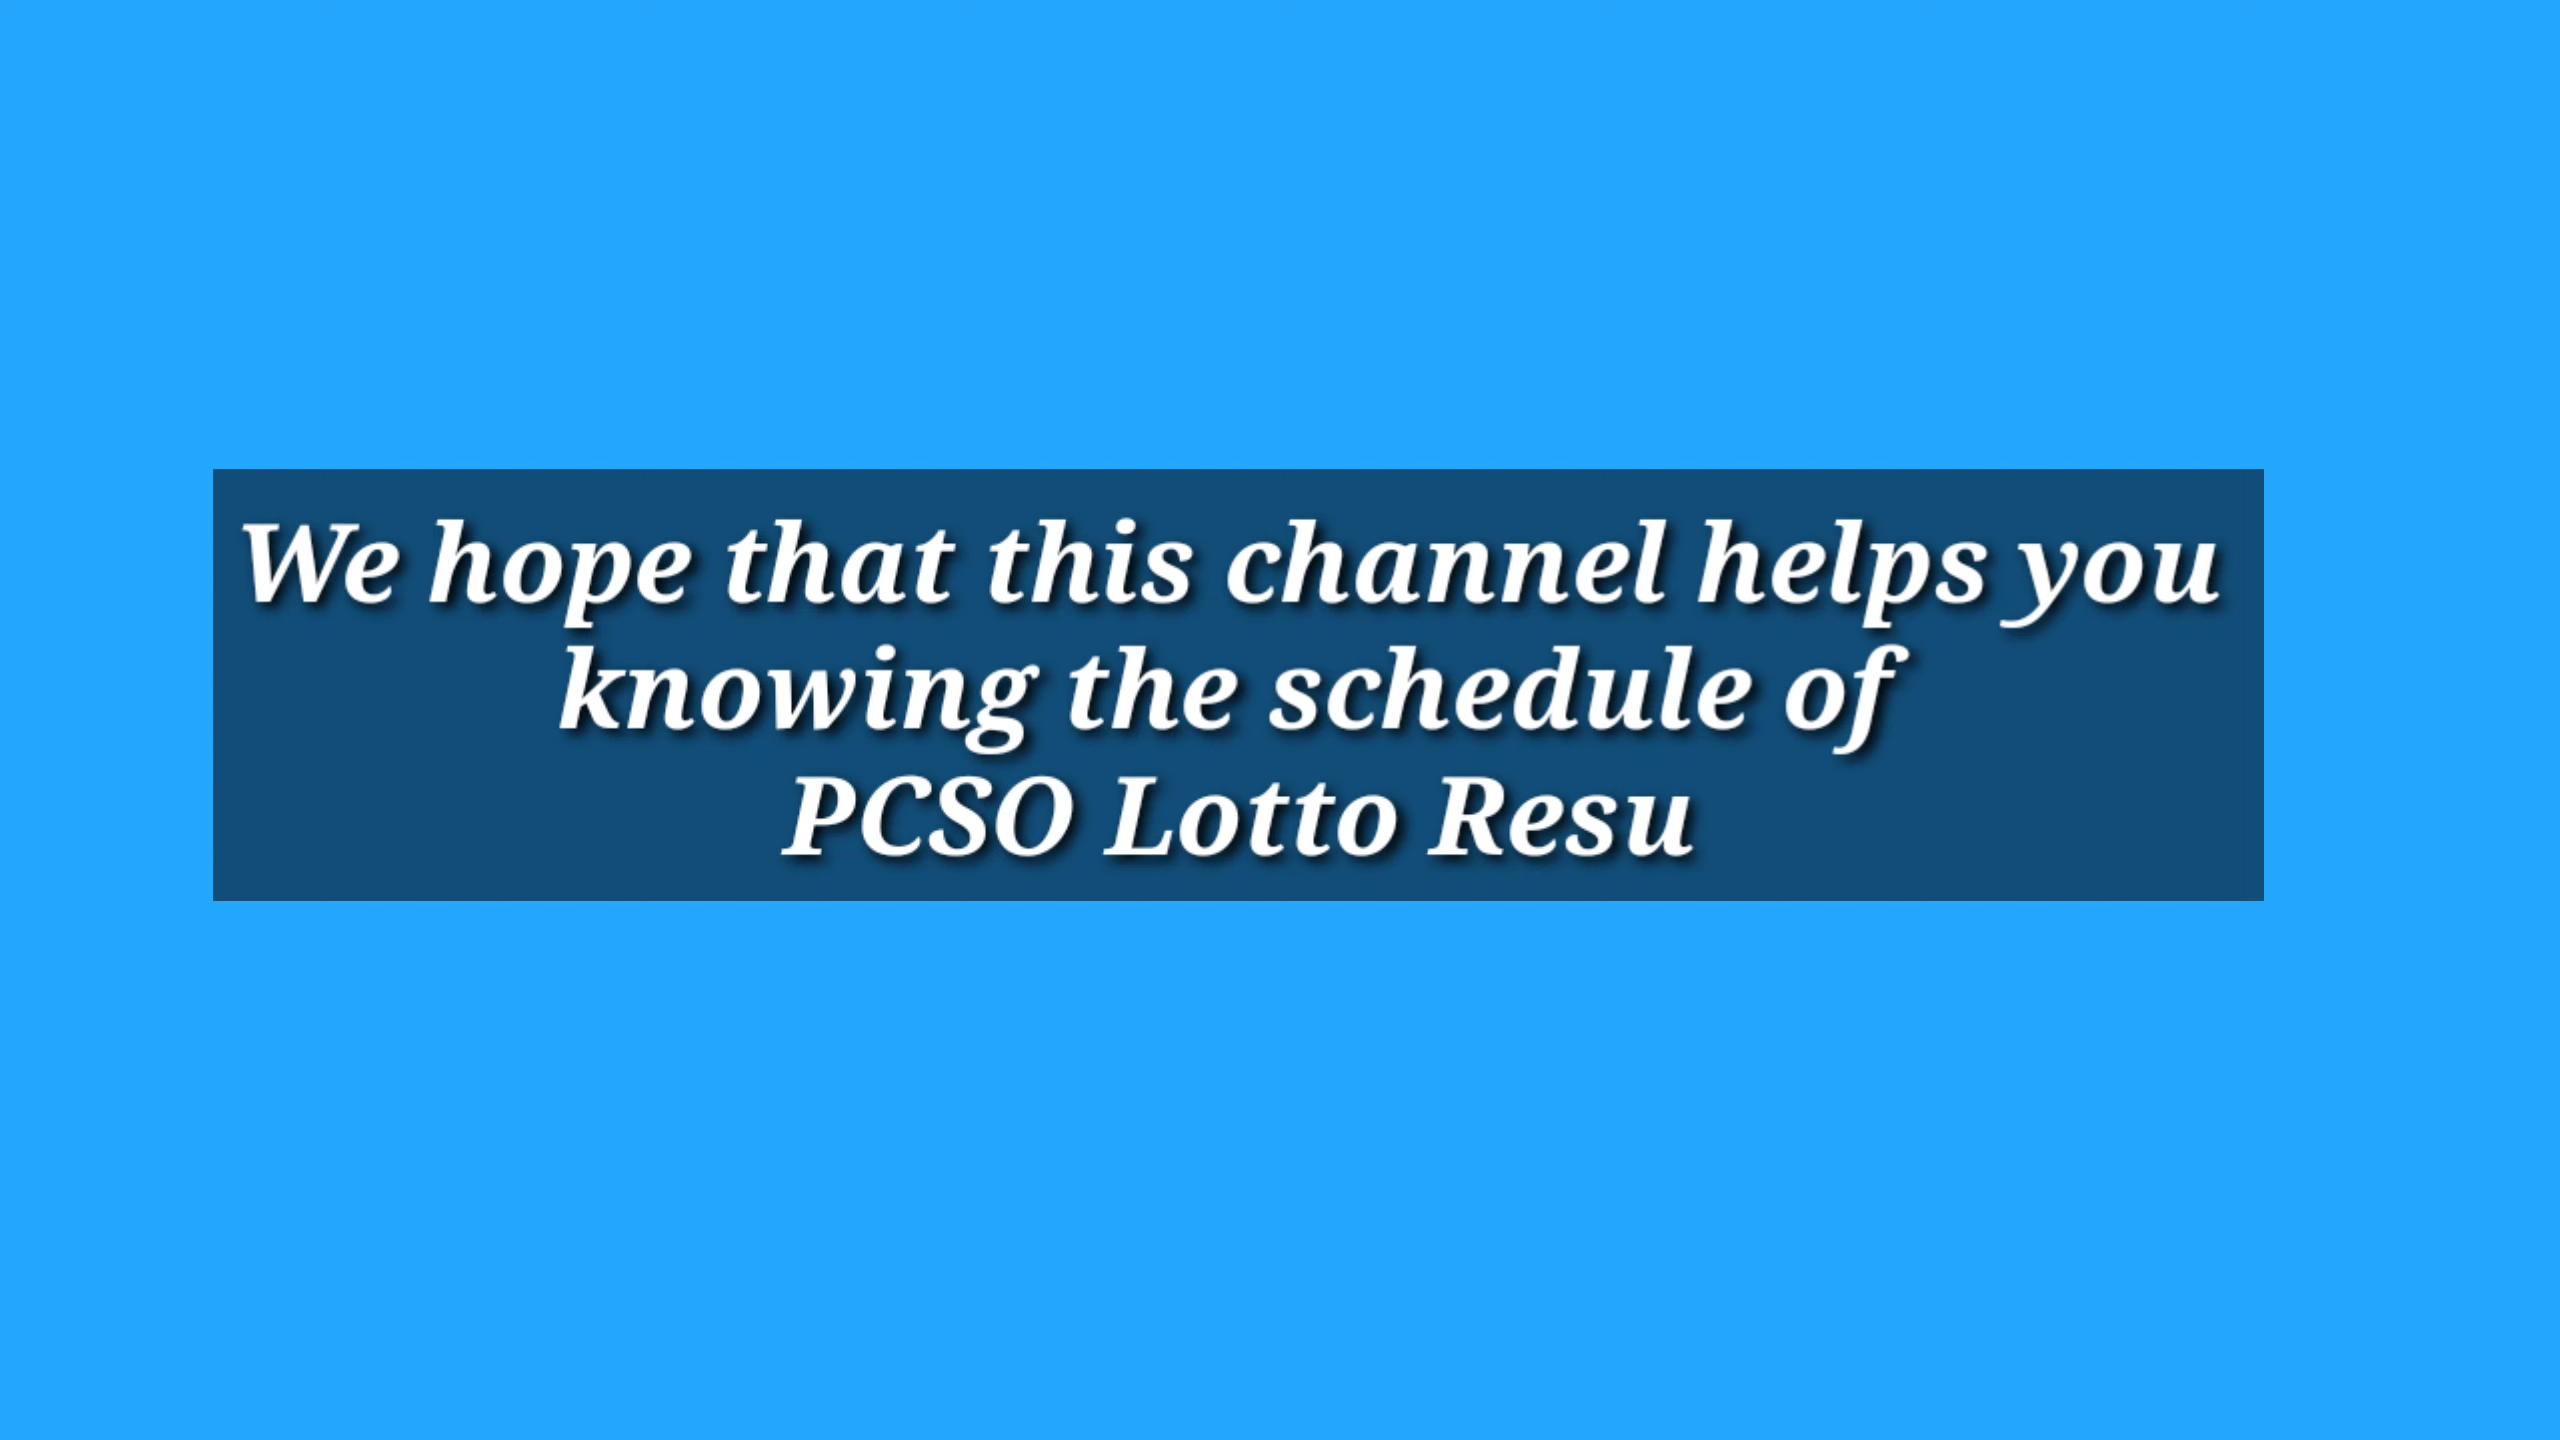 We hope that this channel helps you
knowing the schedule of
PCSO Lotto Resu